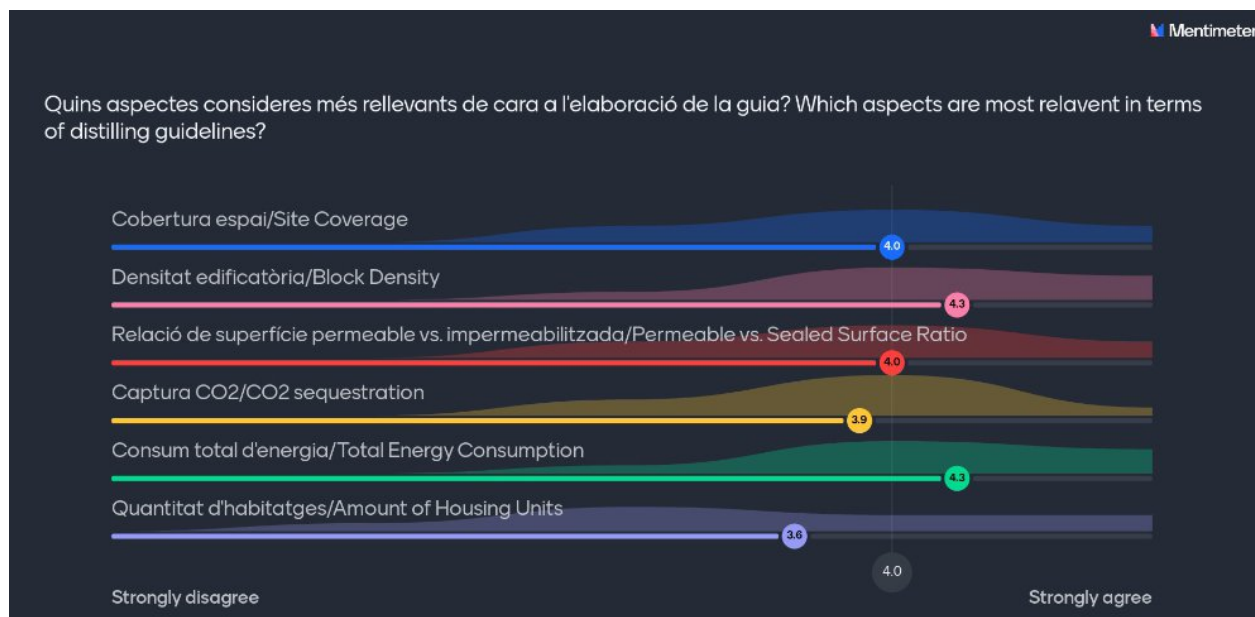 Mentimeter
Quins aspectes consideres més rellevants de cara a l'elaboració de la guia? Which aspects are most relavent in terms
of distilling guidelines?
Cobertura espai/Site Coverage
4.0
Densitat edificatòria/Block Density
4.3
Relació de superfície permeable vs. impermeabilitzada/Permeable vs. Sealed Surface Ratio
4.0
Captura CO2/CO2 sequestration
3.9
Consum total d'energia/Total Energy Consumption
4.3
Quantitat d'habitatges/Amount of Housing Units
3.6
4.0
Strongly disagree
Strongly agree